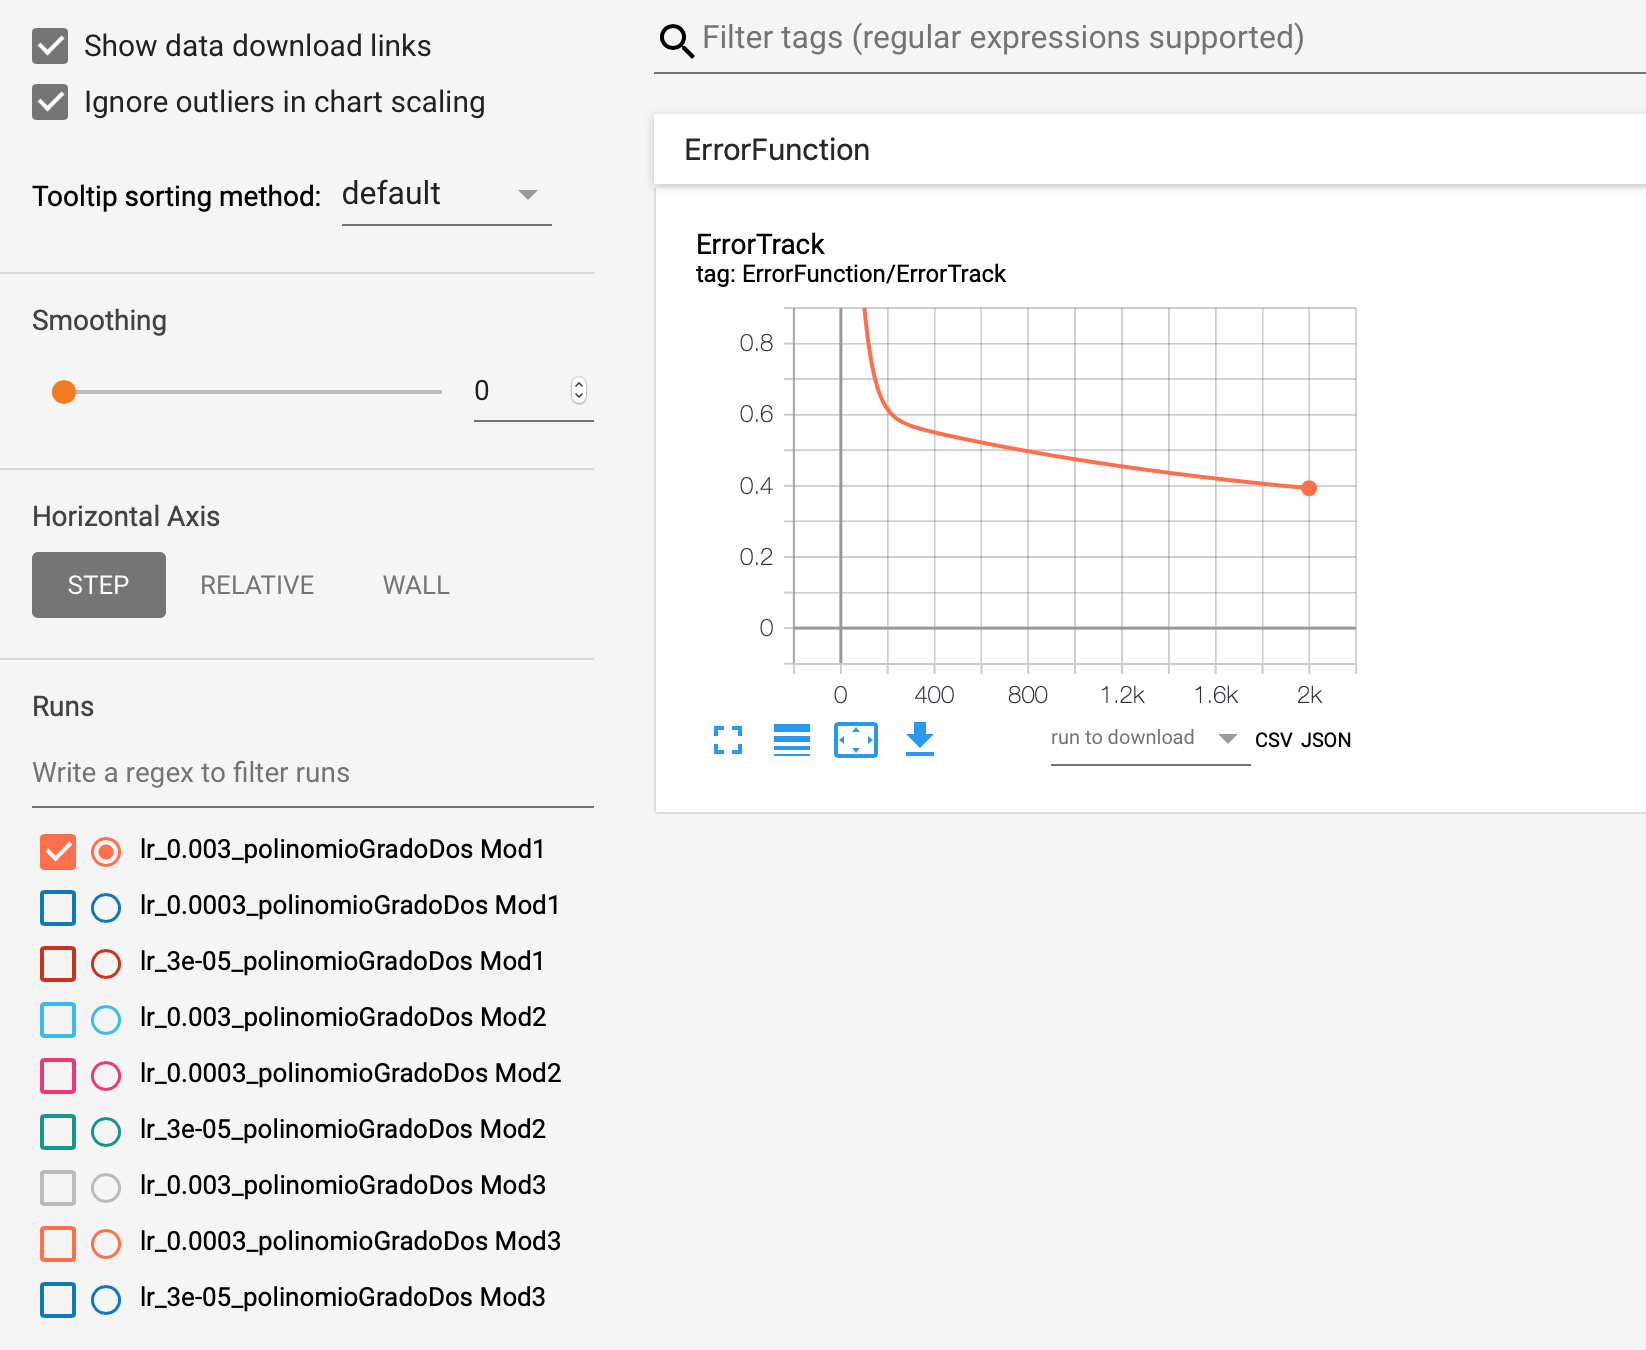 Show data download links
Ignore outliers in chart scaling
Tooltip sorting method: default
Smoothing
0
Horizontal Axis
STEP RELATIVE WALL
Runs
Write a regex to filter runs
lr_0.003_polinomioGradoDos Mod1
lr_0.0003_polinomioGradoDos Mod1
lr_3e-05_polinomioGradoDos Mod1
lr_0.003_polinomioGradoDos Mod2
lr_0.0003_polinomioGradoDos Mod2
lr_3e-05_polinomioGradoDos Mod2
lr_0.003_polinomioGradoDos Mod3
lr_0.0003_polinomioGradoDos Mod3
lr_3e-05_polinomioGradoDos Mod3
Filter tags (regular expressions supported)
ErrorFunction
ErrorTrack
tag: ErrorFunction/ErrorTrack
0.8
0.6
0.4
0.2
0
0 400 800 1.2k 1.6k 2k
run to download CSV JSON